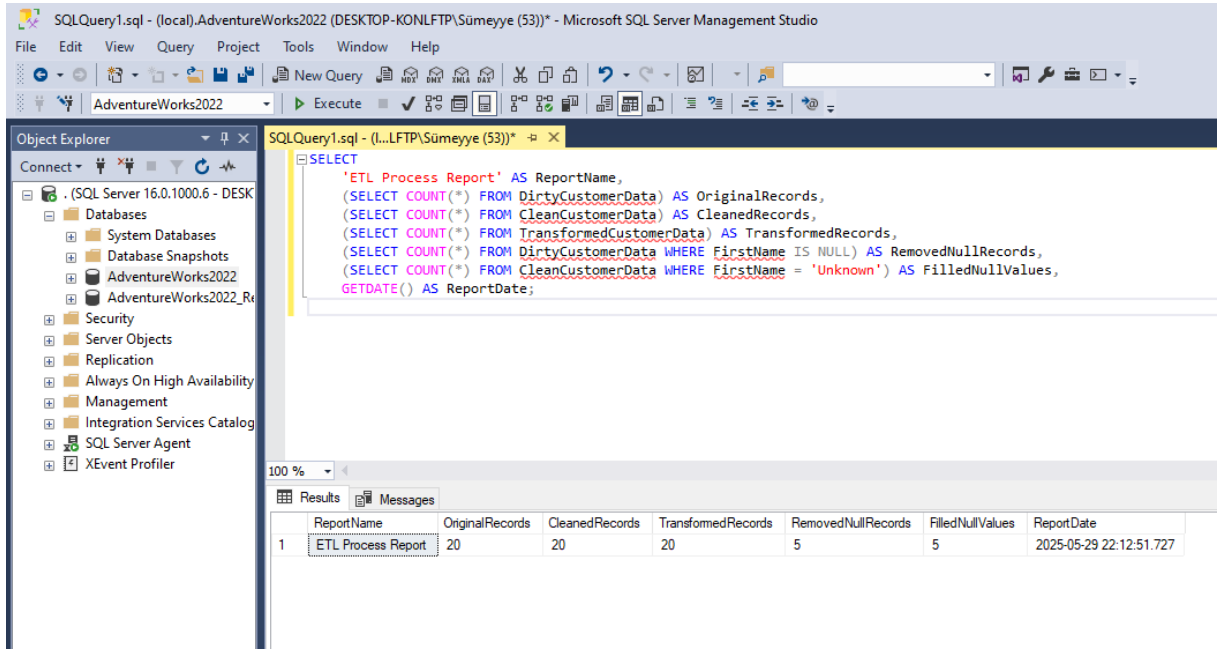 SQLQuery1.sql - (local).AdventureWorks2022 (DESKTOP-KONLFTP\Sümeyye (53))* - Microsoft SQL Server Management Studio
File Edit View Query Project Tools Window Help
New Query MDX DMX XMLA DAX
AdventureWorks2022 Execute
Object Explorer
Connect
. (SQL Server 16.0.1000.6 - DESK
Databases
System Databases
Database Snapshots
AdventureWorks2022
AdventureWorks2022_Re
Security
Server Objects
Replication
Always On High Availability
Management
Integration Services Catalog
SQL Server Agent
XEvent Profiler
SQLQuery1.sql - (l...LFTP\Sümeyye (53))*
SELECT
'ETL Process Report' AS ReportName,
(SELECT COUNT(*) FROM DirtyCustomerData) AS OriginalRecords,
(SELECT COUNT(*) FROM CleanCustomerData) AS CleanedRecords,
(SELECT COUNT(*) FROM TransformedCustomerData) AS TransformedRecords,
(SELECT COUNT(*) FROM DirtyCustomerData WHERE FirstName IS NULL) AS RemovedNullRecords,
(SELECT COUNT(*) FROM CleanCustomerData WHERE FirstName = 'Unknown') AS FilledNullValues,
GETDATE() AS ReportDate;
100 %
Results Messages
ReportName OriginalRecords CleanedRecords TransformedRecords RemovedNullRecords FilledNullValues ReportDate
1 ETL Process Report 20 20 20 5 5 2025-05-29 22:12:51.727